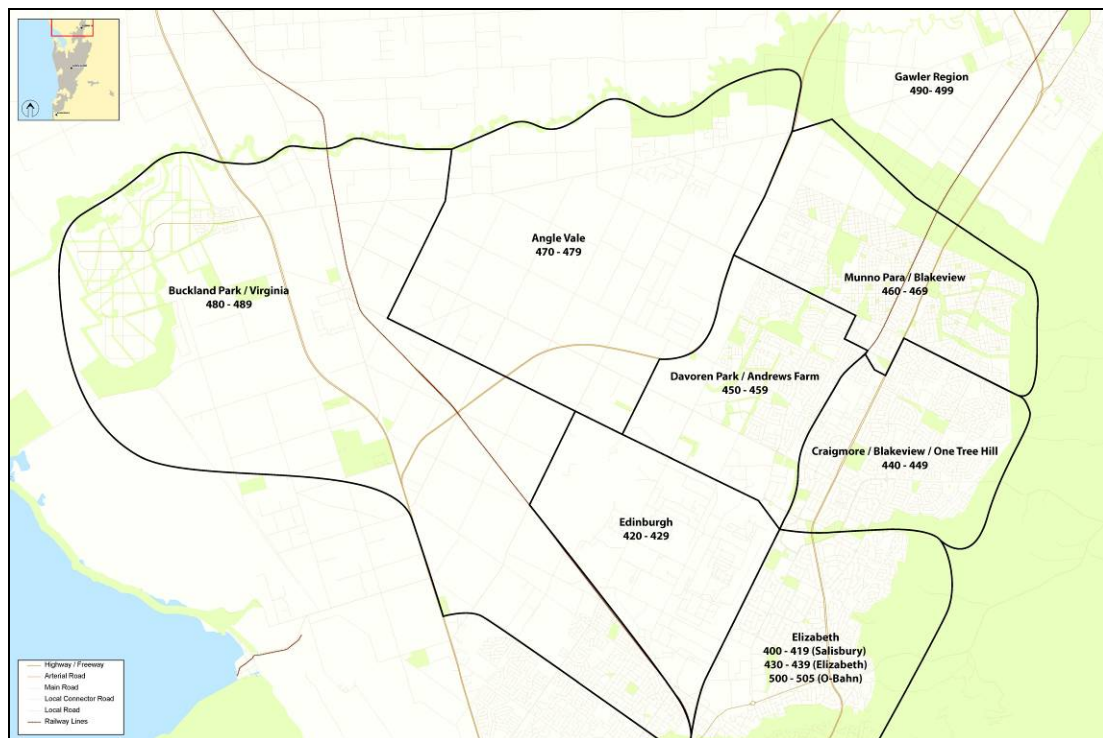 Gawler Region
490- 499
Angle Vale
470 - 479
Munno Para / Blakeview
460 - 469
Buckland Park / Virginia
480 - 489
Davoren Park / Andrews Farm
450 - 459
Craigmore / Blakeview / One Tree Hill
440 - 449
Edinburgh
420 - 429
Elizabeth
400 - 419 (Salisbury)
430 - 439 (Elizabeth)
500 - 505 (O-Bahn)
Highway / Freeway
Arterial Road
Main Road
Local Connector Road
Local Road
Railway Lines